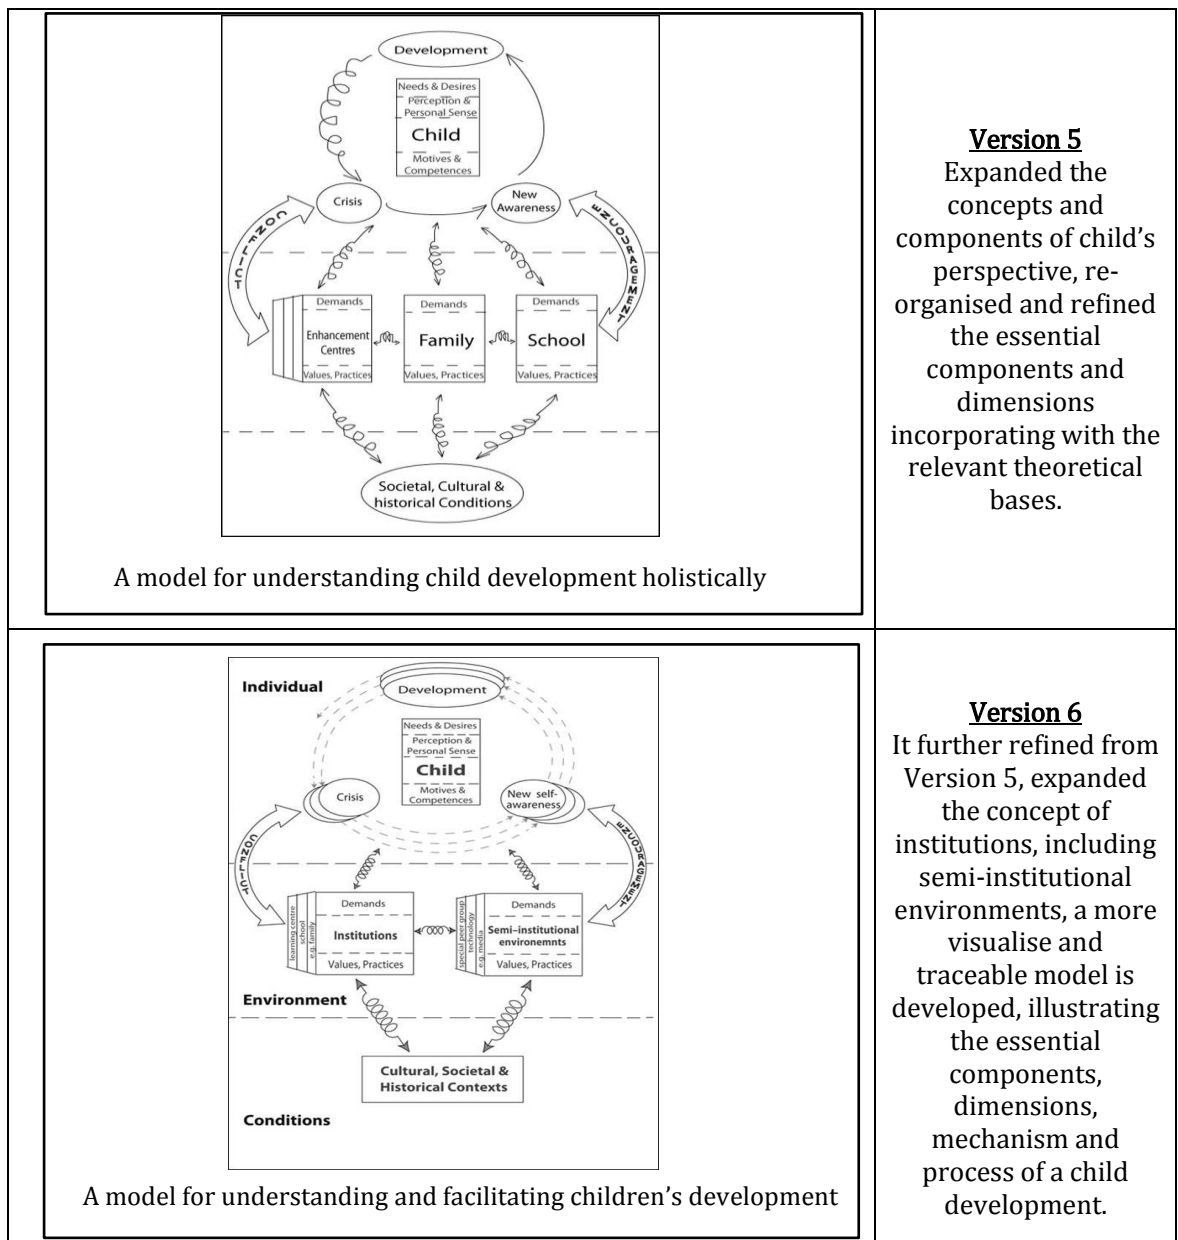 Development
Needs & Desires
Perception &
Personal Sense
Child
Motives &
Competences
Crisis
New
Awareness
CONFLICT
ENCOURAGEMENT
Demands
Enhancement
Centres
Values, Practices
Demands
Family
Values, Practices
Demands
School
Values, Practices
Societal, Cultural &
historical Conditions
A model for understanding child development holistically
Version 5
Expanded the
concepts and
components of child’s
perspective, re-
organised and refined
the essential
components and
dimensions
incorporating with the
relevant theoretical
bases.
Individual
Development
Needs & Desires
Perception &
Personal Sense
Child
Motives &
Competences
Crisis
New self-
awareness
CONFLICT
ENCOURAGEMENT
learning centre
school
e.g. family
Demands
Institutions
Values, Practices
special peer group
technology
e.g. media
Demands
Semi–institutional
environemnts
Values, Practices
Environment
Cultural, Societal &
Historical Contexts
Conditions
A model for understanding and facilitating children’s development
Version 6
It further refined from
Version 5, expanded
the concept of
institutions, including
semi-institutional
environments, a more
visualise and
traceable model is
developed, illustrating
the essential
components,
dimensions,
mechanism and
process of a child
development.